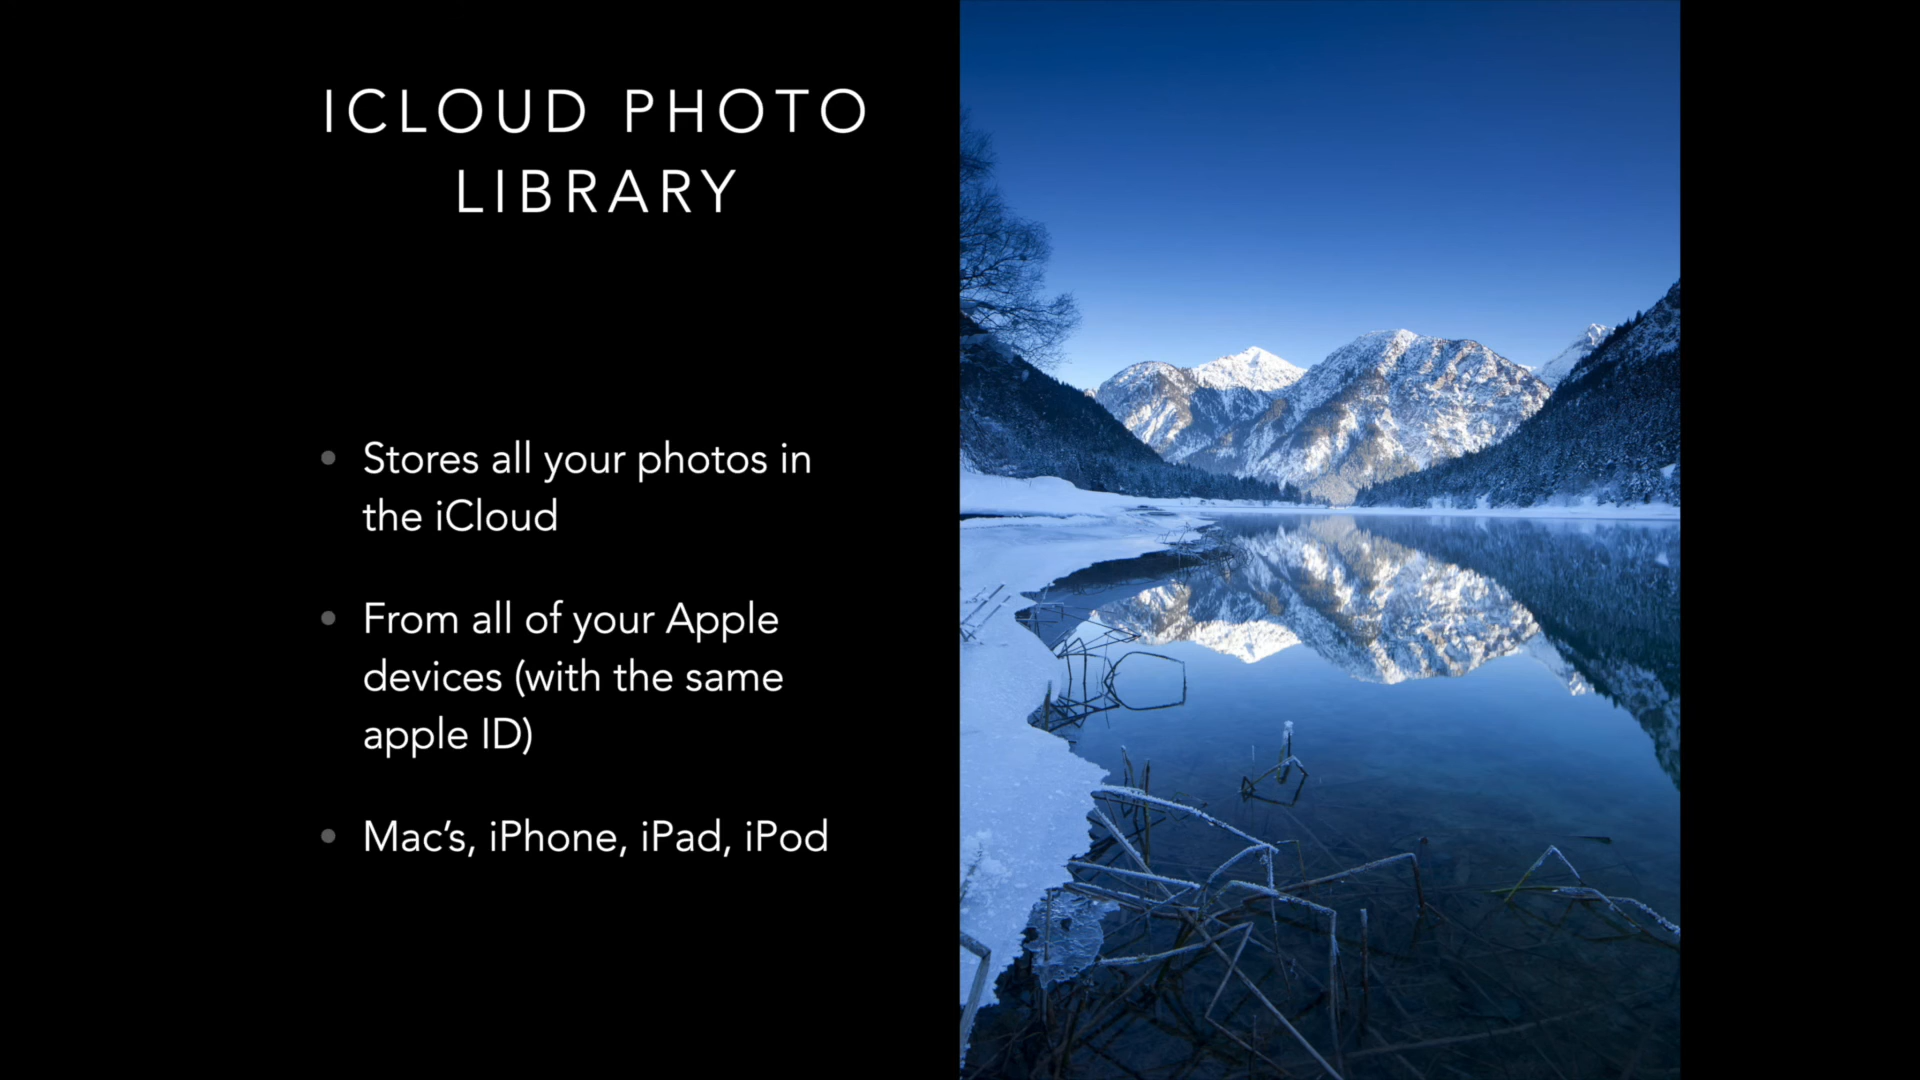 ICLOUD PHOTO
LIBRARY
• Stores all your photos in
the iCloud
• From all of your Apple
devices (with the same
apple ID)
• Mac’s, iPhone, iPad, iPod